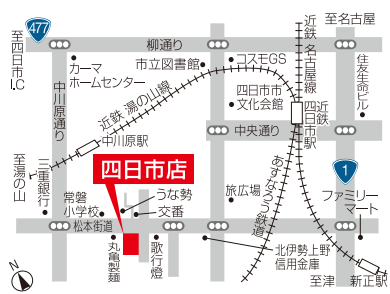 477
至四日市I.C
柳通り
近鉄 名古屋線
至名古屋
カーマ
ホームセンター
市立図書館
コスモGS
住友生命ビル
中川原通り
近鉄 湯の山線
四日市市
文化会館
近鉄
四日市駅
中川原駅
中央通り
至湯の山
三重銀行
四日市店
あすなろう鉄道
1
常磐
小学校
うな勢
交番
旅広場
ファミリー
マート
松本街道
丸亀製麺
歌行燈
北伊勢上野
信用金庫
N
至津
新正駅